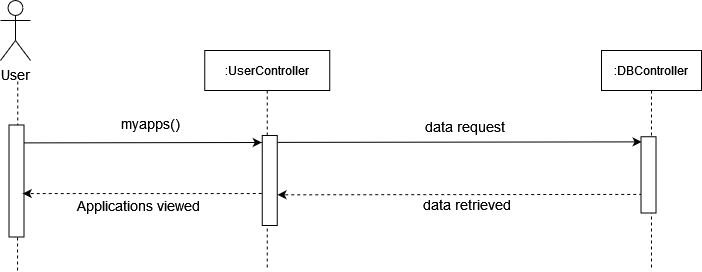 User
:UserController
:DBController
myapps()
data request
Applications viewed
data retrieved